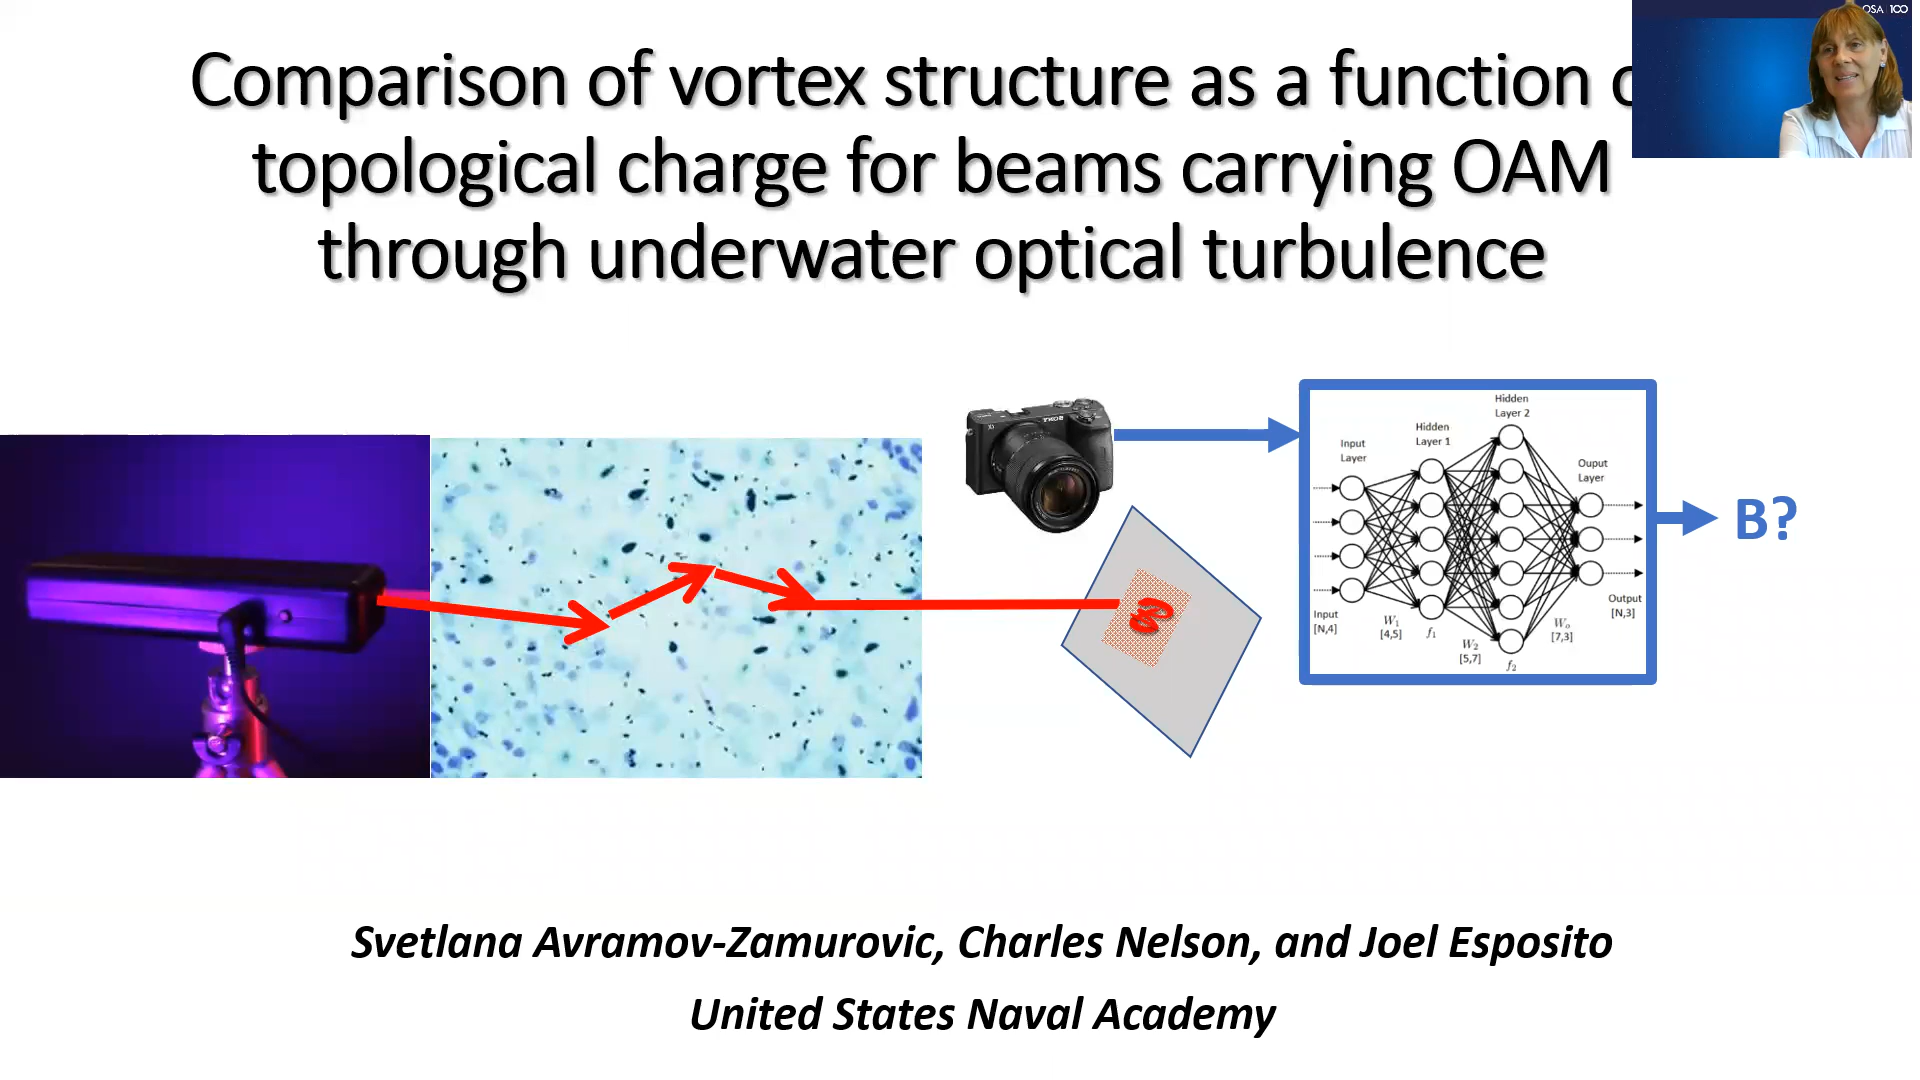 OSA 100
Comparison of vortex structure as a function
topological charge for beams carrying OAM
through underwater optical turbulence
Hidden
Layer 2
Hidden
Layer 1
Input
Layer
Ouput
Layer
B?
Output
[N,3]
Input
[N,4]
W₁
[4,5]
f₁
W₂
[5,7]
f₂
Wₒ
[7,3]
Svetlana Avramov-Zamurovic, Charles Nelson, and Joel Esposito
United States Naval Academy